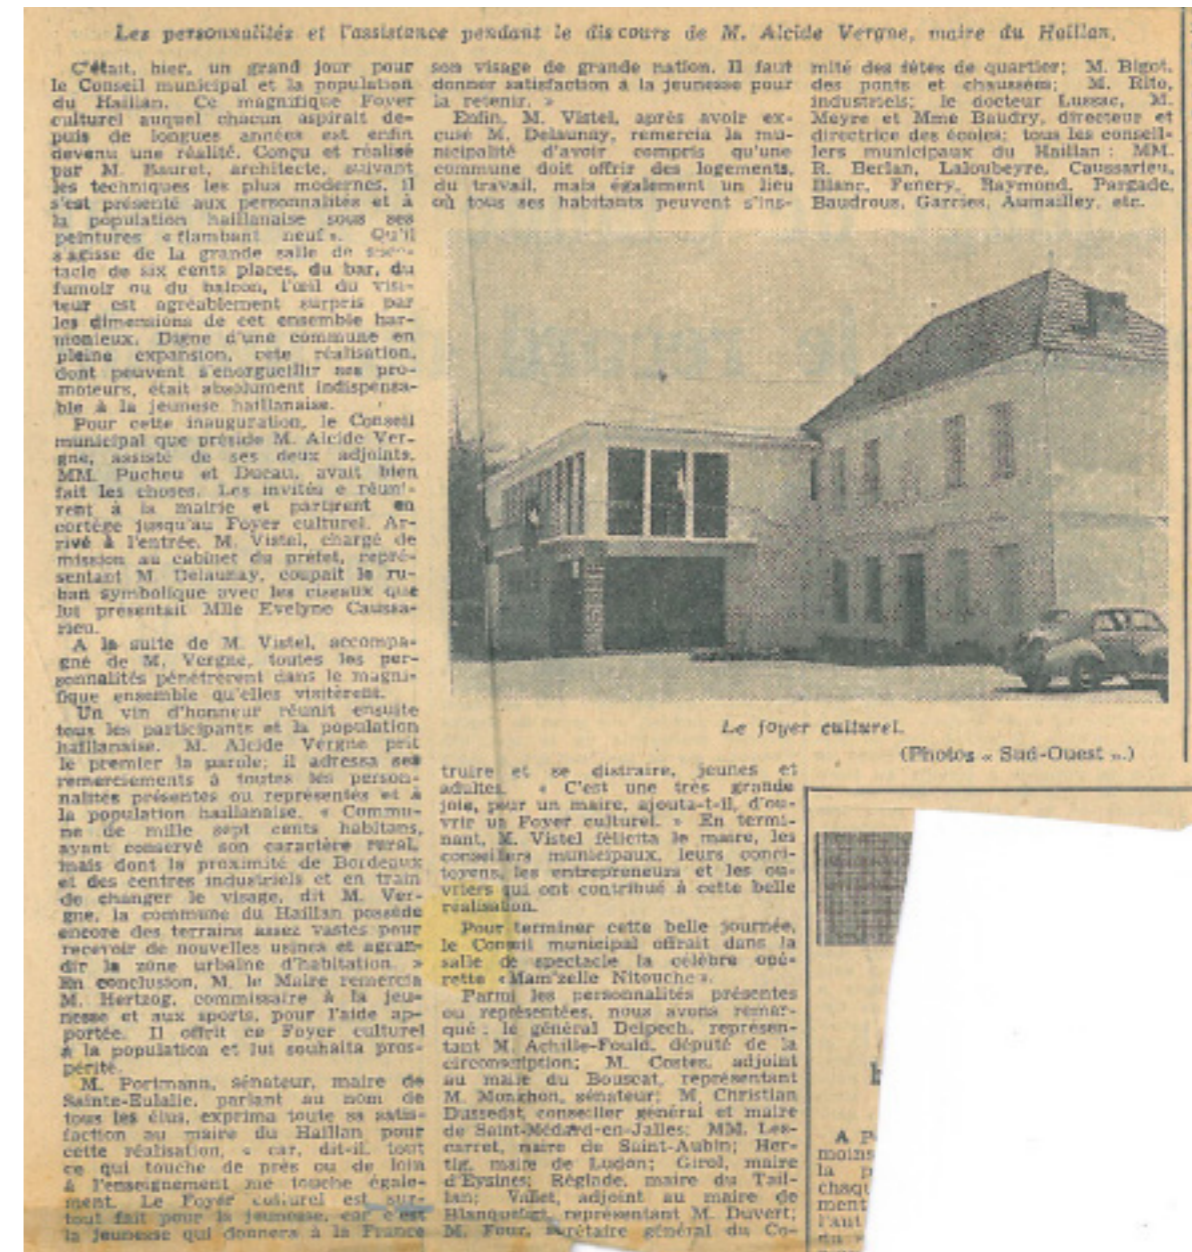 Les personnalités et l'assistance pendant le discours de M. Alcide Vergne, maire du Haillan.
C'était, hier, un grand jour pour
le Conseil municipal et la population
du Haillan. Ce magnifique Foyer
culturel auquel chacun aspirait de-
puis de longues années est enfin
devenu une réalité. Conçu et réalisé
par M. Bauret, architecte, suivant
les techniques les plus modernes, il
s'est présenté aux personnalités et à
la population haillanaise sous ses
peintures « flambant neuf ». Qu'il
s'agisse de la grande salle de spec-
tacle de six cents places, du bar, du
fumoir ou du balcon, l'œil du visi-
teur est agréablement surpris par
les dimensions de cet ensemble har-
monieux. Digne d'une commune en
pleine expansion, cete réalisation,
dont peuvent s'enorgueillir ses pro-
moteurs, était absolument indispensa-
ble à la jeunese haillanaise.
Pour cette inauguration, le Conseil
municipal que préside M. Alcide Ver-
gne, assisté de ses deux adjoints,
MM. Pucheu et Ducau, avait bien
fait les choses. Les invités e réuni-
rent à la mairie et partirent en
cortège jusqu'au Foyer culturel. Ar-
rivé à l'entrée, M. Vistel, chargé de
mission au cabinet du préfet, repré-
sentant M. Delaunay, coupait le ru-
ban symbolique avec les ciseaux que
lui présentait Mlle Evelyne Caussa-
rieu.
A la suite de M. Vistel, accompa-
gné de M. Vergne, toutes les per-
sonnalités pénétrèrent dans le magni-
fique ensemble qu'elles visitèrent.
Un vin d'honneur réunit ensuite
tous les participants et la population
haillanaise. M. Alcide Vergne prit
le premier la parole; il adressa ses
remerciements à toutes les person-
nalités présentes ou représentés et à
la population haillanaise. « Commu-
ne de mille sept cents habitans,
ayant conservé son caractère rural,
mais dont la proximité de Bordeaux
et des centres industriels et en train
de changer le visage, dit M. Ver-
gne, la commune du Haillan possède
encore des terrains assez vastes pour
recevoir de nouvelles usines et agran-
dir la zone urbaine d'habitation. »
En conclusion, M. le Maire remercia
M. Hertzog, commissaire à la jeu-
nesse et aux sports, pour l'aide ap-
portée. Il offrit ce Foyer culturel
à la population et lui souhaita pros-
périté.
M. Portmann, sénateur, maire de
Sainte-Eulalie, parlant au nom de
tous les élus, exprima toute sa satis-
faction au maire du Haillan pour
cette réalisation, « car, dit-il, tout
ce qui touche de près ou de loin
à l'enseignement me touche égale-
ment. Le Foyer culturel est sur-
tout fait pour la jeunesse, car c'est
la jeunesse qui donnera à la France
son visage de grande nation. Il faut
donner satisfaction à la jeunesse pour
la retenir. »
Enfin, M. Vistel, après avoir ex-
cusé M. Delaunay, remercia la mu-
nicipalité d'avoir compris qu'une
commune doit offrir des logements,
du travail, mais également un lieu
où tous ses habitants peuvent s'ins-
truire et se distraire, jeunes et
adultes. « C'est une très grande
joie, pour un maire, ajouta-t-il, d'ou-
vrir un Foyer culturel. » En termi-
nant, M. Vistel félicita le maire, les
conseillers municipaux, leurs conci-
toyens, les entrepreneurs et les ou-
vriers qui ont contribué à cette belle
réalisation.
Pour terminer cette belle journée,
le Conseil municipal offrait dans la
salle de spectacle la célèbre opé-
rette « Mam'zelle Nitouche ».
Parmi les personnalités présentes
ou représentées, nous avons remar-
qué : le général Delpech, représen-
tant M. Achille-Fould, député de la
circonscription; M. Costes, adjoint
au maire du Bouscat, représentant
M. Monichon, sénateur; M. Christian
Dussedat, conseiller général et maire
de Saint-Médard-en-Jalles; MM. Les-
carret, maire de Saint-Aubin; Her-
tig, maire de Ludon; Girol, maire
d'Eysines; Réglade, maire du Tail-
lan; Vallet, adjoint au maire de
Blanquefort, représentant M. Duvert;
M. Four, secrétaire général du Co-
mité des fêtes de quartier; M. Bigot,
des ponts et chaussées; M. Rito,
industriels; le docteur Lussac, M.
Meyre et Mme Baudry, directeur et
directrice des écoles; tous les conseil-
lers municipaux du Haillan : MM.
R. Berlan, Laloubeyre, Caussarieu,
Blanc, Fenery, Raymond, Pargade,
Baudrous, Garries, Aumailley, etc.
Le foyer culturel.
(Photos « Sud-Ouest ».)
A P
moins
la p
chaqu
ment
l'aut